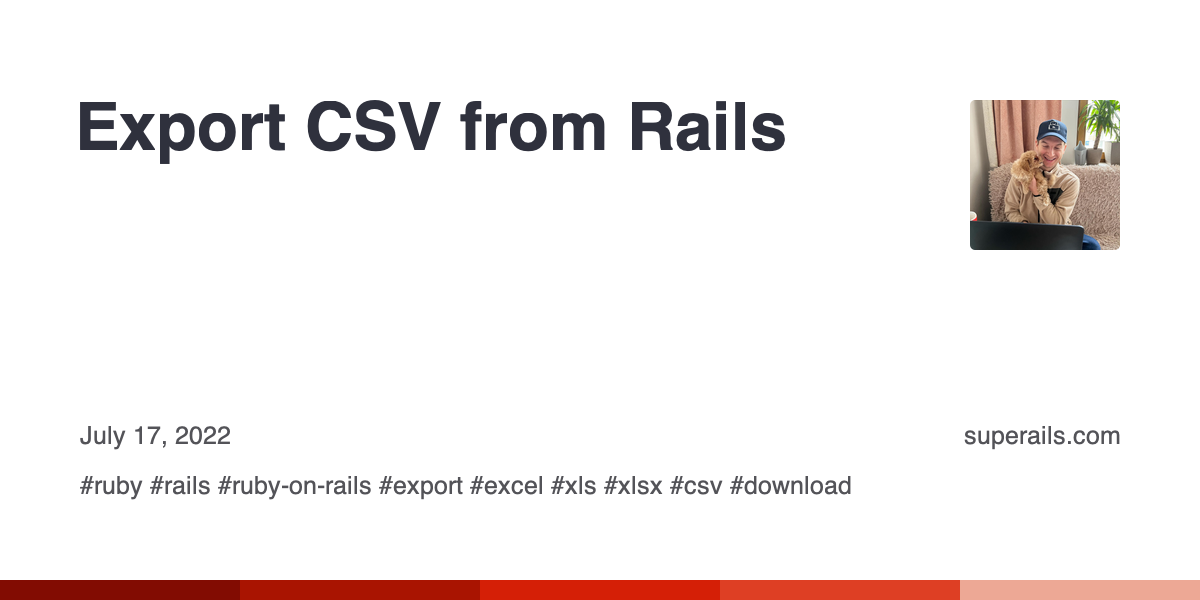 Export CSV from Rails
July 17, 2022
superails.com
#ruby #rails #ruby-on-rails #export #excel #xls #xlsx #csv #download